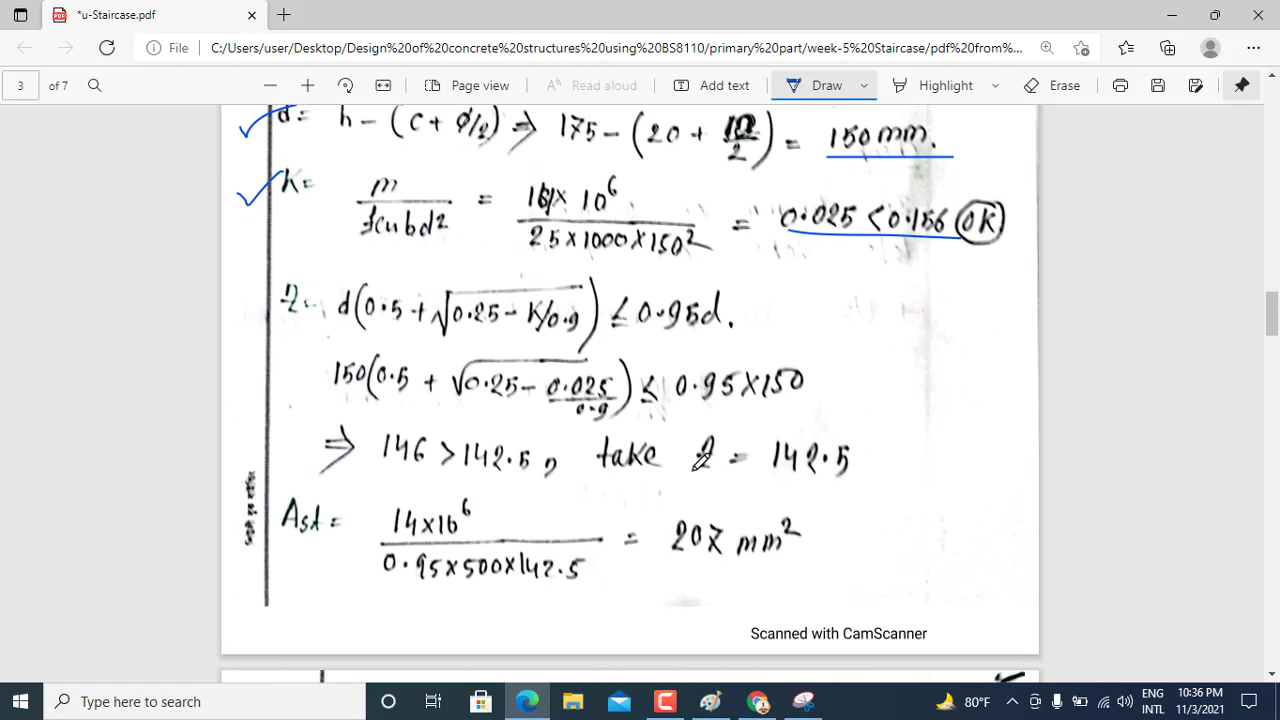 *u-Staircase.pdf
File C:/Users/user/Desktop/Design%20of%20concrete%20structures%20using%20BS8110/primary%20part/week-5%20Staircase/pdf%20from%...
3 of 7 Page view Read aloud Add text Draw Highlight Erase
d = h - (c + φ/2) ⇒ 175 - (20 + 10/2) = 150 mm.
K = m/fcubd² = 14×10⁶/25×1000×150² = 0.025 < 0.156 OK
Z = d(0.5 + √0.25 - K/0.9) ≤ 0.95d.
150(0.5 + √0.25 - 0.025/0.9) ≤ 0.95×150
⇒ 146 > 142.5, take Z = 142.5
Ast = 14×10⁶/0.95×500×142.5 = 207 mm²
Scanned with CamScanner
Type here to search
80°F
ENG
INTL
10:36 PM
11/3/2021